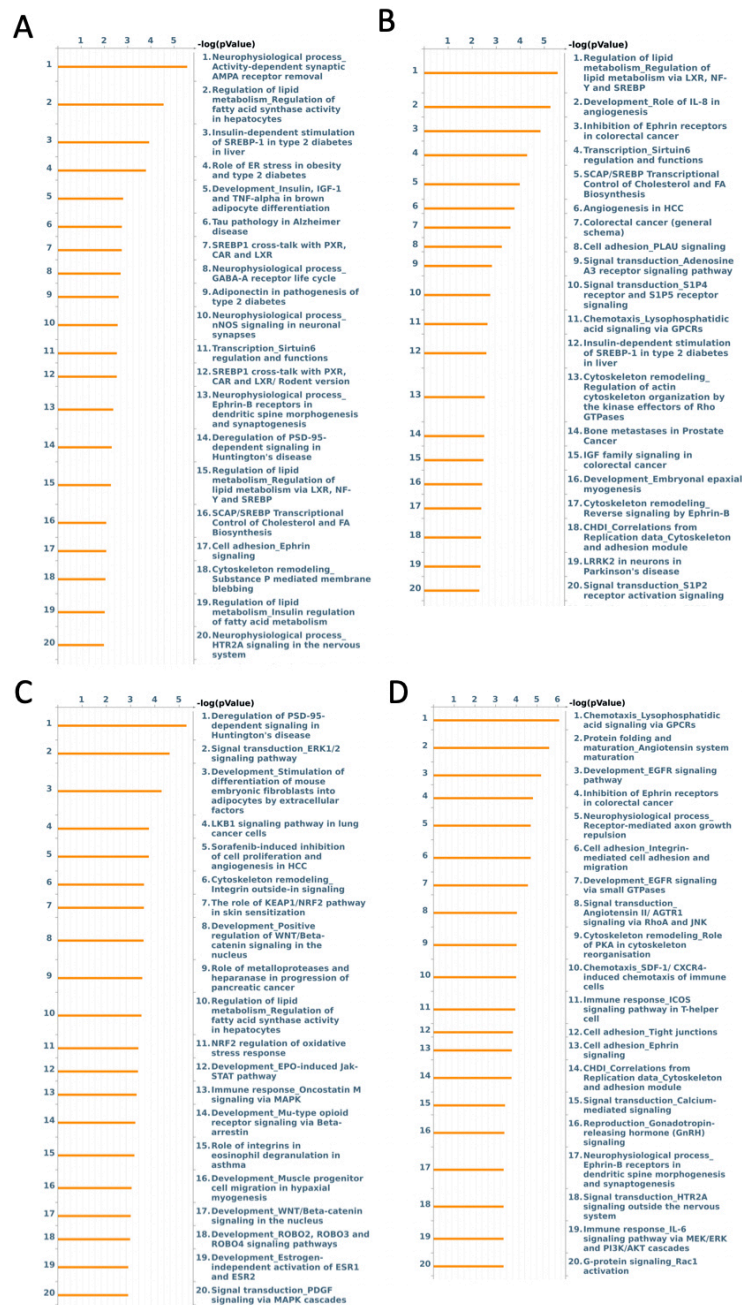 A
1 2 3 4 5
-log(pValue)
1
1.Neurophysiological process_
Activity-dependent synaptic
AMPA receptor removal
2
2.Regulation of lipid
metabolism_Regulation of
fatty acid synthase activity
in hepatocytes
3
3.Insulin-dependent stimulation
of SREBP-1 in type 2 diabetes
in liver
4
4.Role of ER stress in obesity
and type 2 diabetes
5
5.Development_Insulin, IGF-1
and TNF-alpha in brown
adipocyte differentiation
6
6.Tau pathology in Alzheimer
disease
7
7.SREBP1 cross-talk with PXR,
CAR and LXR
8
8.Neurophysiological process_
GABA-A receptor life cycle
9
9.Adiponectin in pathogenesis of
type 2 diabetes
10
10.Neurophysiological process_
nNOS signaling in neuronal
synapses
11
11.Transcription_Sirtuin6
regulation and functions
12
12.SREBP1 cross-talk with PXR,
CAR and LXR/ Rodent version
13
13.Neurophysiological process_
Ephrin-B receptors in
dendritic spine morphogenesis
and synaptogenesis
14
14.Deregulation of PSD-95-
dependent signaling in
Huntington's disease
15
15.Regulation of lipid
metabolism_Regulation of
lipid metabolism via LXR, NF-
Y and SREBP
16
16.SCAP/SREBP Transcriptional
Control of Cholesterol and FA
Biosynthesis
17
17.Cell adhesion_Ephrin
signaling
18
18.Cytoskeleton remodeling_
Substance P mediated membrane
blebbing
19
19.Regulation of lipid
metabolism_Insulin regulation
of fatty acid metabolism
20
20.Neurophysiological process_
HTR2A signaling in the nervous
system
B
1 2 3 4 5
-log(pValue)
1
1.Regulation of lipid
metabolism_Regulation of
lipid metabolism via LXR, NF-
Y and SREBP
2
2.Development_Role of IL-8 in
angiogenesis
3
3.Inhibition of Ephrin receptors
in colorectal cancer
4
4.Transcription_Sirtuin6
regulation and functions
5
5.SCAP/SREBP Transcriptional
Control of Cholesterol and FA
Biosynthesis
6
6.Angiogenesis in HCC
7
7.Colorectal cancer (general
schema)
8
8.Cell adhesion_PLAU signaling
9
9.Signal transduction_Adenosine
A3 receptor signaling pathway
10
10.Signal transduction_S1P4
receptor and S1P5 receptor
signaling
11
11.Chemotaxis_Lysophosphatidic
acid signaling via GPCRs
12
12.Insulin-dependent stimulation
of SREBP-1 in type 2 diabetes
in liver
13
13.Cytoskeleton remodeling_
Regulation of actin
cytoskeleton organization by
the kinase effectors of Rho
GTPases
14
14.Bone metastases in Prostate
Cancer
15
15.IGF family signaling in
colorectal cancer
16
16.Development_Embryonal epaxial
myogenesis
17
17.Cytoskeleton remodeling_
Reverse signaling by Ephrin-B
18
18.CHDI_Correlations from
Replication data_Cytoskeleton
and adhesion module
19
19.LRRK2 in neurons in
Parkinson's disease
20
20.Signal transduction_S1P2
receptor activation signaling
C
1 2 3 4 5
-log(pValue)
1
1.Deregulation of PSD-95-
dependent signaling in
Huntington's disease
2
2.Signal transduction_ERK1/2
signaling pathway
3
3.Development_Stimulation of
differentiation of mouse
embryonic fibroblasts into
adipocytes by extracellular
factors
4
4.LKB1 signaling pathway in lung
cancer cells
5
5.Sorafenib-induced inhibition
of cell proliferation and
angiogenesis in HCC
6
6.Cytoskeleton remodeling_
Integrin outside-in signaling
7
7.The role of KEAP1/NRF2 pathway
in skin sensitization
8
8.Development_Positive
regulation of WNT/Beta-
catenin signaling in the
nucleus
9
9.Role of metalloproteases and
heparanase in progression of
pancreatic cancer
10
10.Regulation of lipid
metabolism_Regulation of
fatty acid synthase activity
in hepatocytes
11
11.NRF2 regulation of oxidative
stress response
12
12.Development_EPO-induced Jak-
STAT pathway
13
13.Immune response_Oncostatin M
signaling via MAPK
14
14.Development_Mu-type opioid
receptor signaling via Beta-
arrestin
15
15.Role of integrins in
eosinophil degranulation in
asthma
16
16.Development_Muscle progenitor
cell migration in hypaxial
myogenesis
17
17.Development_WNT/Beta-catenin
signaling in the nucleus
18
18.Development_ROBO2, ROBO3 and
ROBO4 signaling pathways
19
19.Development_Estrogen-
independent activation of ESR1
and ESR2
20
20.Signal transduction_PDGF
signaling via MAPK cascades
D
1 2 3 4 5 6
-log(pValue)
1
1.Chemotaxis_Lysophosphatidic
acid signaling via GPCRs
2
2.Protein folding and
maturation_Angiotensin system
maturation
3
3.Development_EGFR signaling
pathway
4
4.Inhibition of Ephrin receptors
in colorectal cancer
5
5.Neurophysiological process_
Receptor-mediated axon growth
repulsion
6
6.Cell adhesion_Integrin-
mediated cell adhesion and
migration
7
7.Development_EGFR signaling
via small GTPases
8
8.Signal transduction_
Angiotensin II/ AGTR1
signaling via RhoA and JNK
9
9.Cytoskeleton remodeling_Role
of PKA in cytoskeleton
reorganisation
10
10.Chemotaxis_SDF-1/ CXCR4-
induced chemotaxis of immune
cells
11
11.Immune response_ICOS
signaling pathway in T-helper
cell
12
12.Cell adhesion_Tight junctions
13
13.Cell adhesion_Ephrin
signaling
14
14.CHDI_Correlations from
Replication data_Cytoskeleton
and adhesion module
15
15.Signal transduction_Calcium-
mediated signaling
16
16.Reproduction_Gonadotropin-
releasing hormone (GnRH)
signaling
17
17.Neurophysiological process_
Ephrin-B receptors in
dendritic spine morphogenesis
and synaptogenesis
18
18.Signal transduction_HTR2A
signaling outside the nervous
system
19
19.Immune response_IL-6
signaling pathway via MEK/ERK
and PI3K/AKT cascades
20
20.G-protein signaling_Rac1
activation